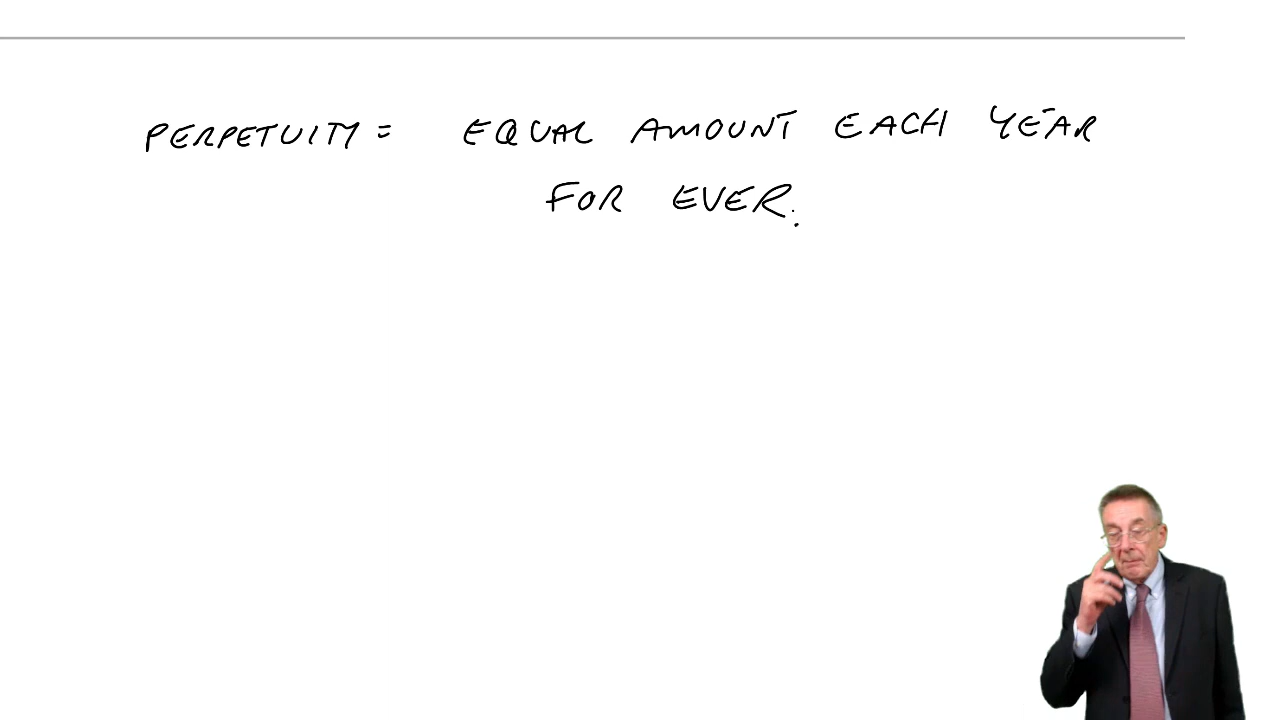 PERPETUITY = EQUAL AMOUNT EACH YEAR
FOR EVER.